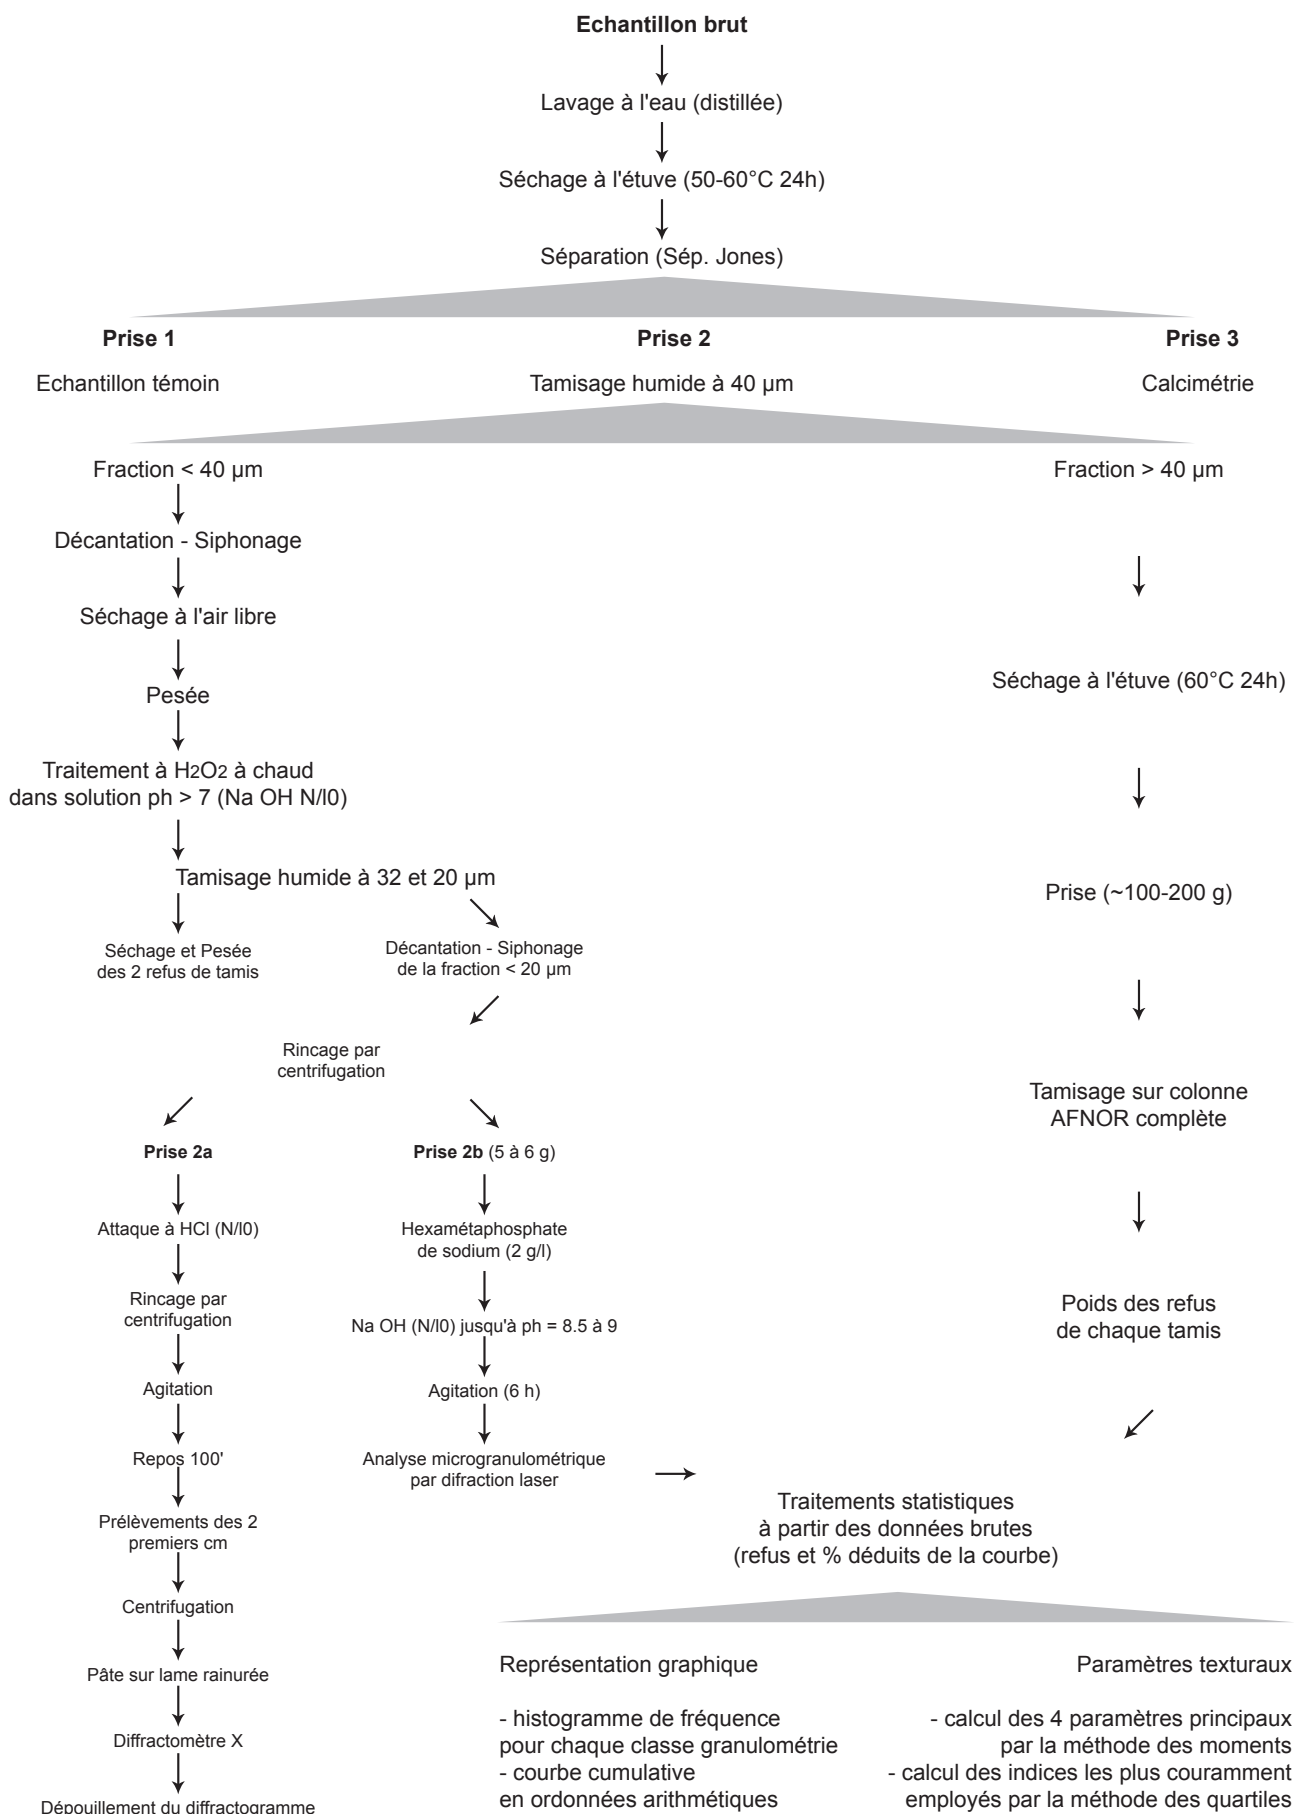 Echantillon brut
Lavage à l'eau (distillée)
Séchage à l'étuve (50-60°C 24h)
Séparation (Sép. Jones)
Prise 1
Prise 2
Prise 3
Echantillon témoin
Tamisage humide à 40 µm
Calcimétrie
Fraction < 40 µm
Fraction > 40 µm
Décantation - Siphonage
Séchage à l'air libre
Pesée
Traitement à H2O2 à chaud
dans solution ph > 7 (Na OH N/l0)
Tamisage humide à 32 et 20 µm
Séchage et Pesée
des 2 refus de tamis
Décantation - Siphonage
de la fraction < 20 µm
Rincage par
centrifugation
Prise 2a
Attaque à HCl (N/l0)
Rincage par
centrifugation
Agitation
Repos 100'
Prélèvements des 2
premiers cm
Centrifugation
Pâte sur lame rainurée
Diffractomètre X
Dépouillement du diffractogramme
Prise 2b (5 à 6 g)
Hexamétaphosphate
de sodium (2 g/l)
Na OH (N/l0) jusqu'à ph = 8.5 à 9
Agitation (6 h)
Analyse microgranulométrique
par difraction laser
Séchage à l'étuve (60°C 24h)
Prise (~100-200 g)
Tamisage sur colonne
AFNOR complète
Poids des refus
de chaque tamis
Traitements statistiques
à partir des données brutes
(refus et % déduits de la courbe)
Représentation graphique
- histogramme de fréquence
pour chaque classe granulométrie
- courbe cumulative
en ordonnées arithmétiques
Paramètres texturaux
- calcul des 4 paramètres principaux
par la méthode des moments
- calcul des indices les plus couramment
employés par la méthode des quartiles